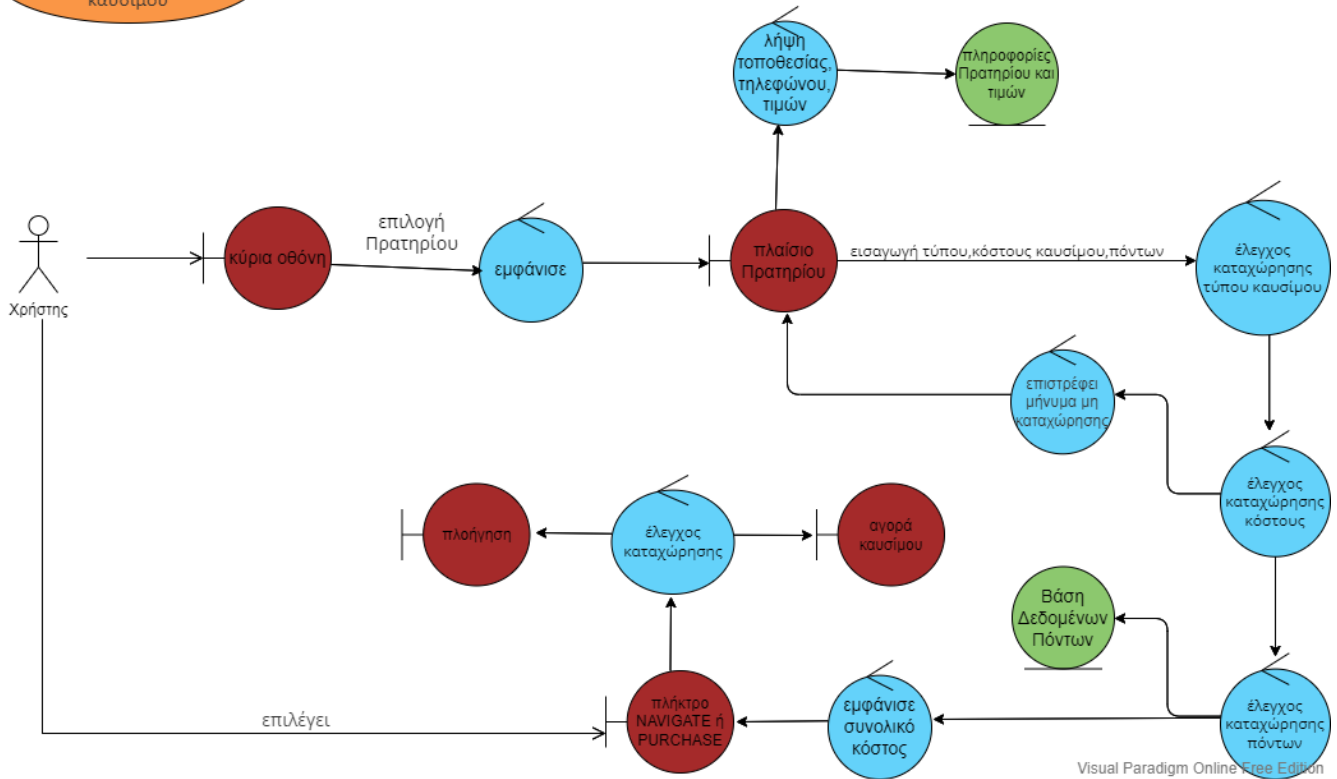 καυσίμου
λήψη
τοποθεσίας,
τηλεφώνου,
τιμών
πληροφορίες
Πρατηρίου και
τιμών
Χρήστης
κύρια οθόνη
επιλογή
Πρατηρίου
εμφάνισε
πλαίσιο
Πρατηρίου
εισαγωγή τύπου,κόστους καυσίμου,πόντων
έλεγχος
καταχώρησης
τύπου καυσίμου
επιστρέφει
μήνυμα μη
καταχώρησης
έλεγχος
καταχώρησης
κόστους
πλοήγηση
έλεγχος
καταχώρησης
αγορά
καυσίμου
Βάση
Δεδομένων
Πόντων
επιλέγει
πλήκτρο
NAVIGATE ή
PURCHASE
εμφάνισε
συνολικό
κόστος
έλεγχος
καταχώρησης
πόντων
Visual Paradigm Online Free Edition